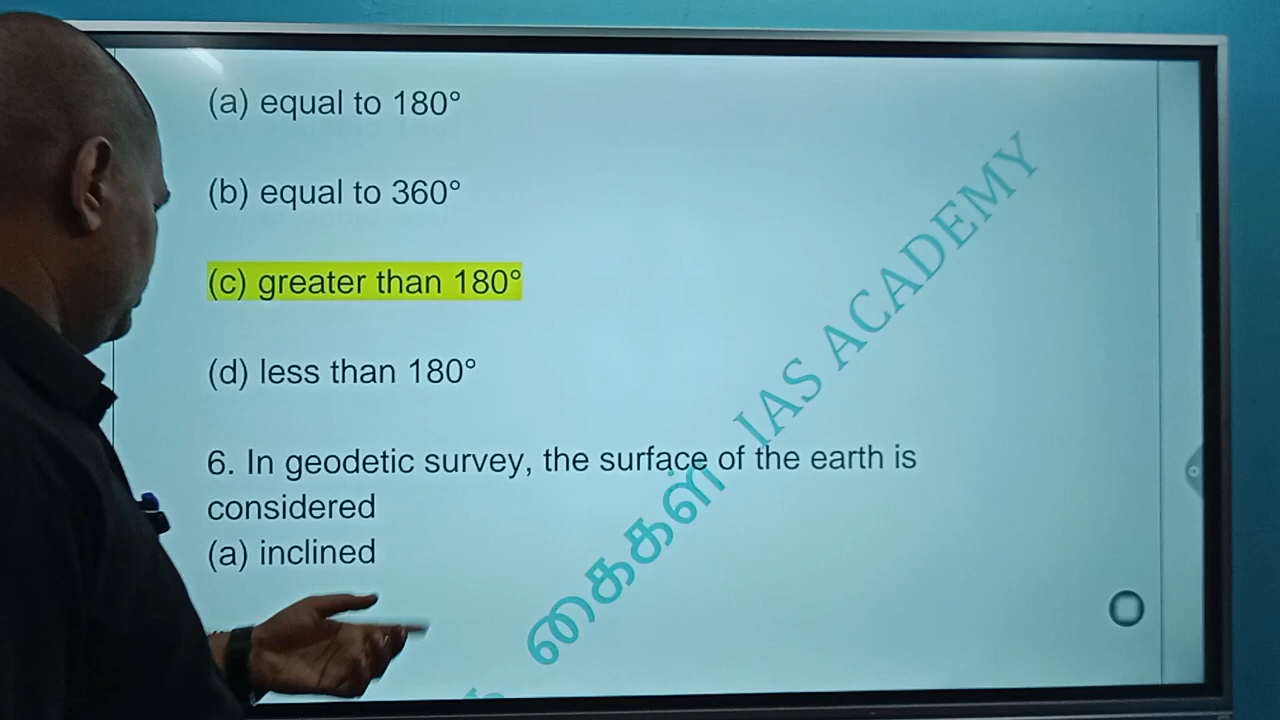 (a) equal to 180°
(b) equal to 360°
(c) greater than 180°
(d) less than 180°
6. In geodetic survey, the surface of the earth is
considered
(a) inclined
கைகள் IAS ACADEMY